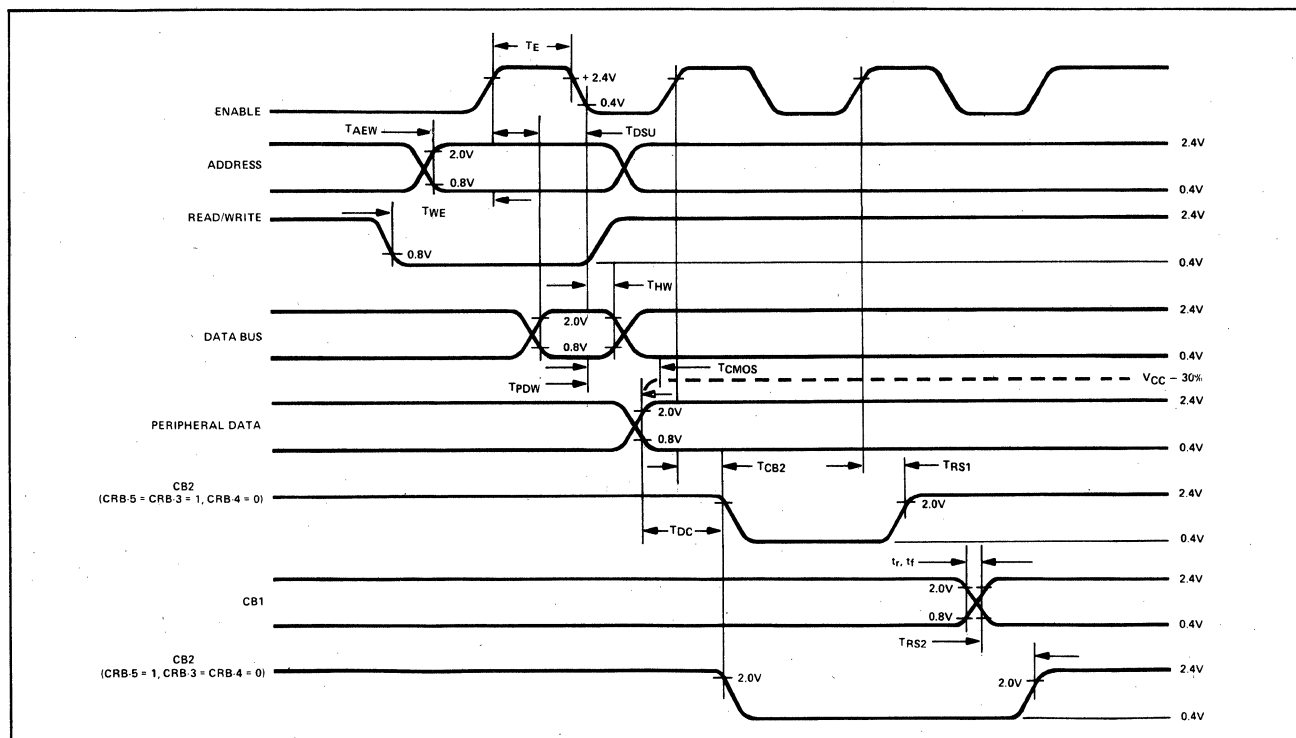 TE
+ 2.4V
0.4V
ENABLE
TAEW
TDSU
2.0V
2.4V
ADDRESS
0.8V
0.4V
READ/WRITE
TWE
2.4V
0.8V
0.4V
THW
2.0V
2.4V
DATA BUS
0.8V
0.4V
TCMOS
TPDW
VCC - 30%
2.0V
2.4V
PERIPHERAL DATA
0.8V
0.4V
TCB2
TRS1
CB2
(CRB-5 = CRB-3 = 1, CRB-4 = 0)
2.0V
2.4V
TDC
0.4V
tr, tf
2.0V
2.4V
CB1
0.8V
0.4V
TRS2
CB2
(CRB-5 = 1, CRB-3 = CRB-4 = 0)
2.0V
2.0V
2.4V
0.4V